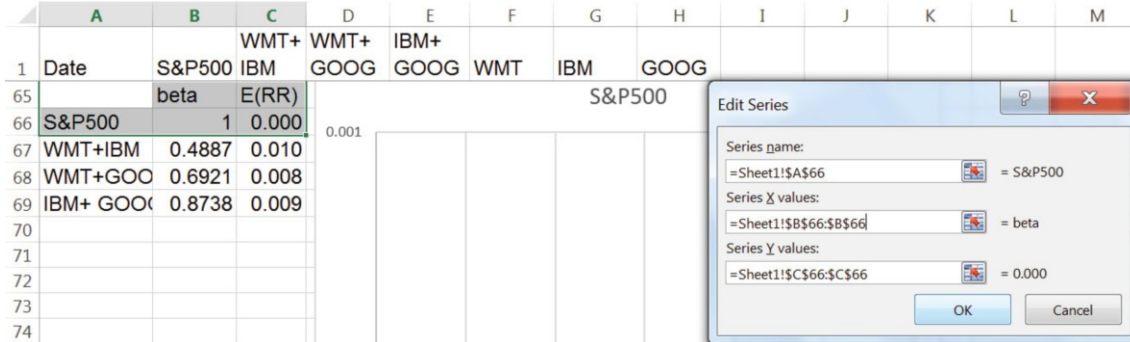 A B C D E F G H I J K L M
WMT+ WMT+ IBM+
1 Date S&P500 IBM GOOG GOOG WMT IBM GOOG
65 beta E(RR)
66 S&P500 1 0.000
67 WMT+IBM 0.4887 0.010
68 WMT+GOO 0.6921 0.008
69 IBM+ GOO 0.8738 0.009
70
71
72
73
74
S&P500
0.001
Edit Series
Series name:
=Sheet1!$A$66 = S&P500
Series X values:
=Sheet1!$B$66:$B$66 = beta
Series Y values:
=Sheet1!$C$66:$C$66 = 0.000
OK Cancel